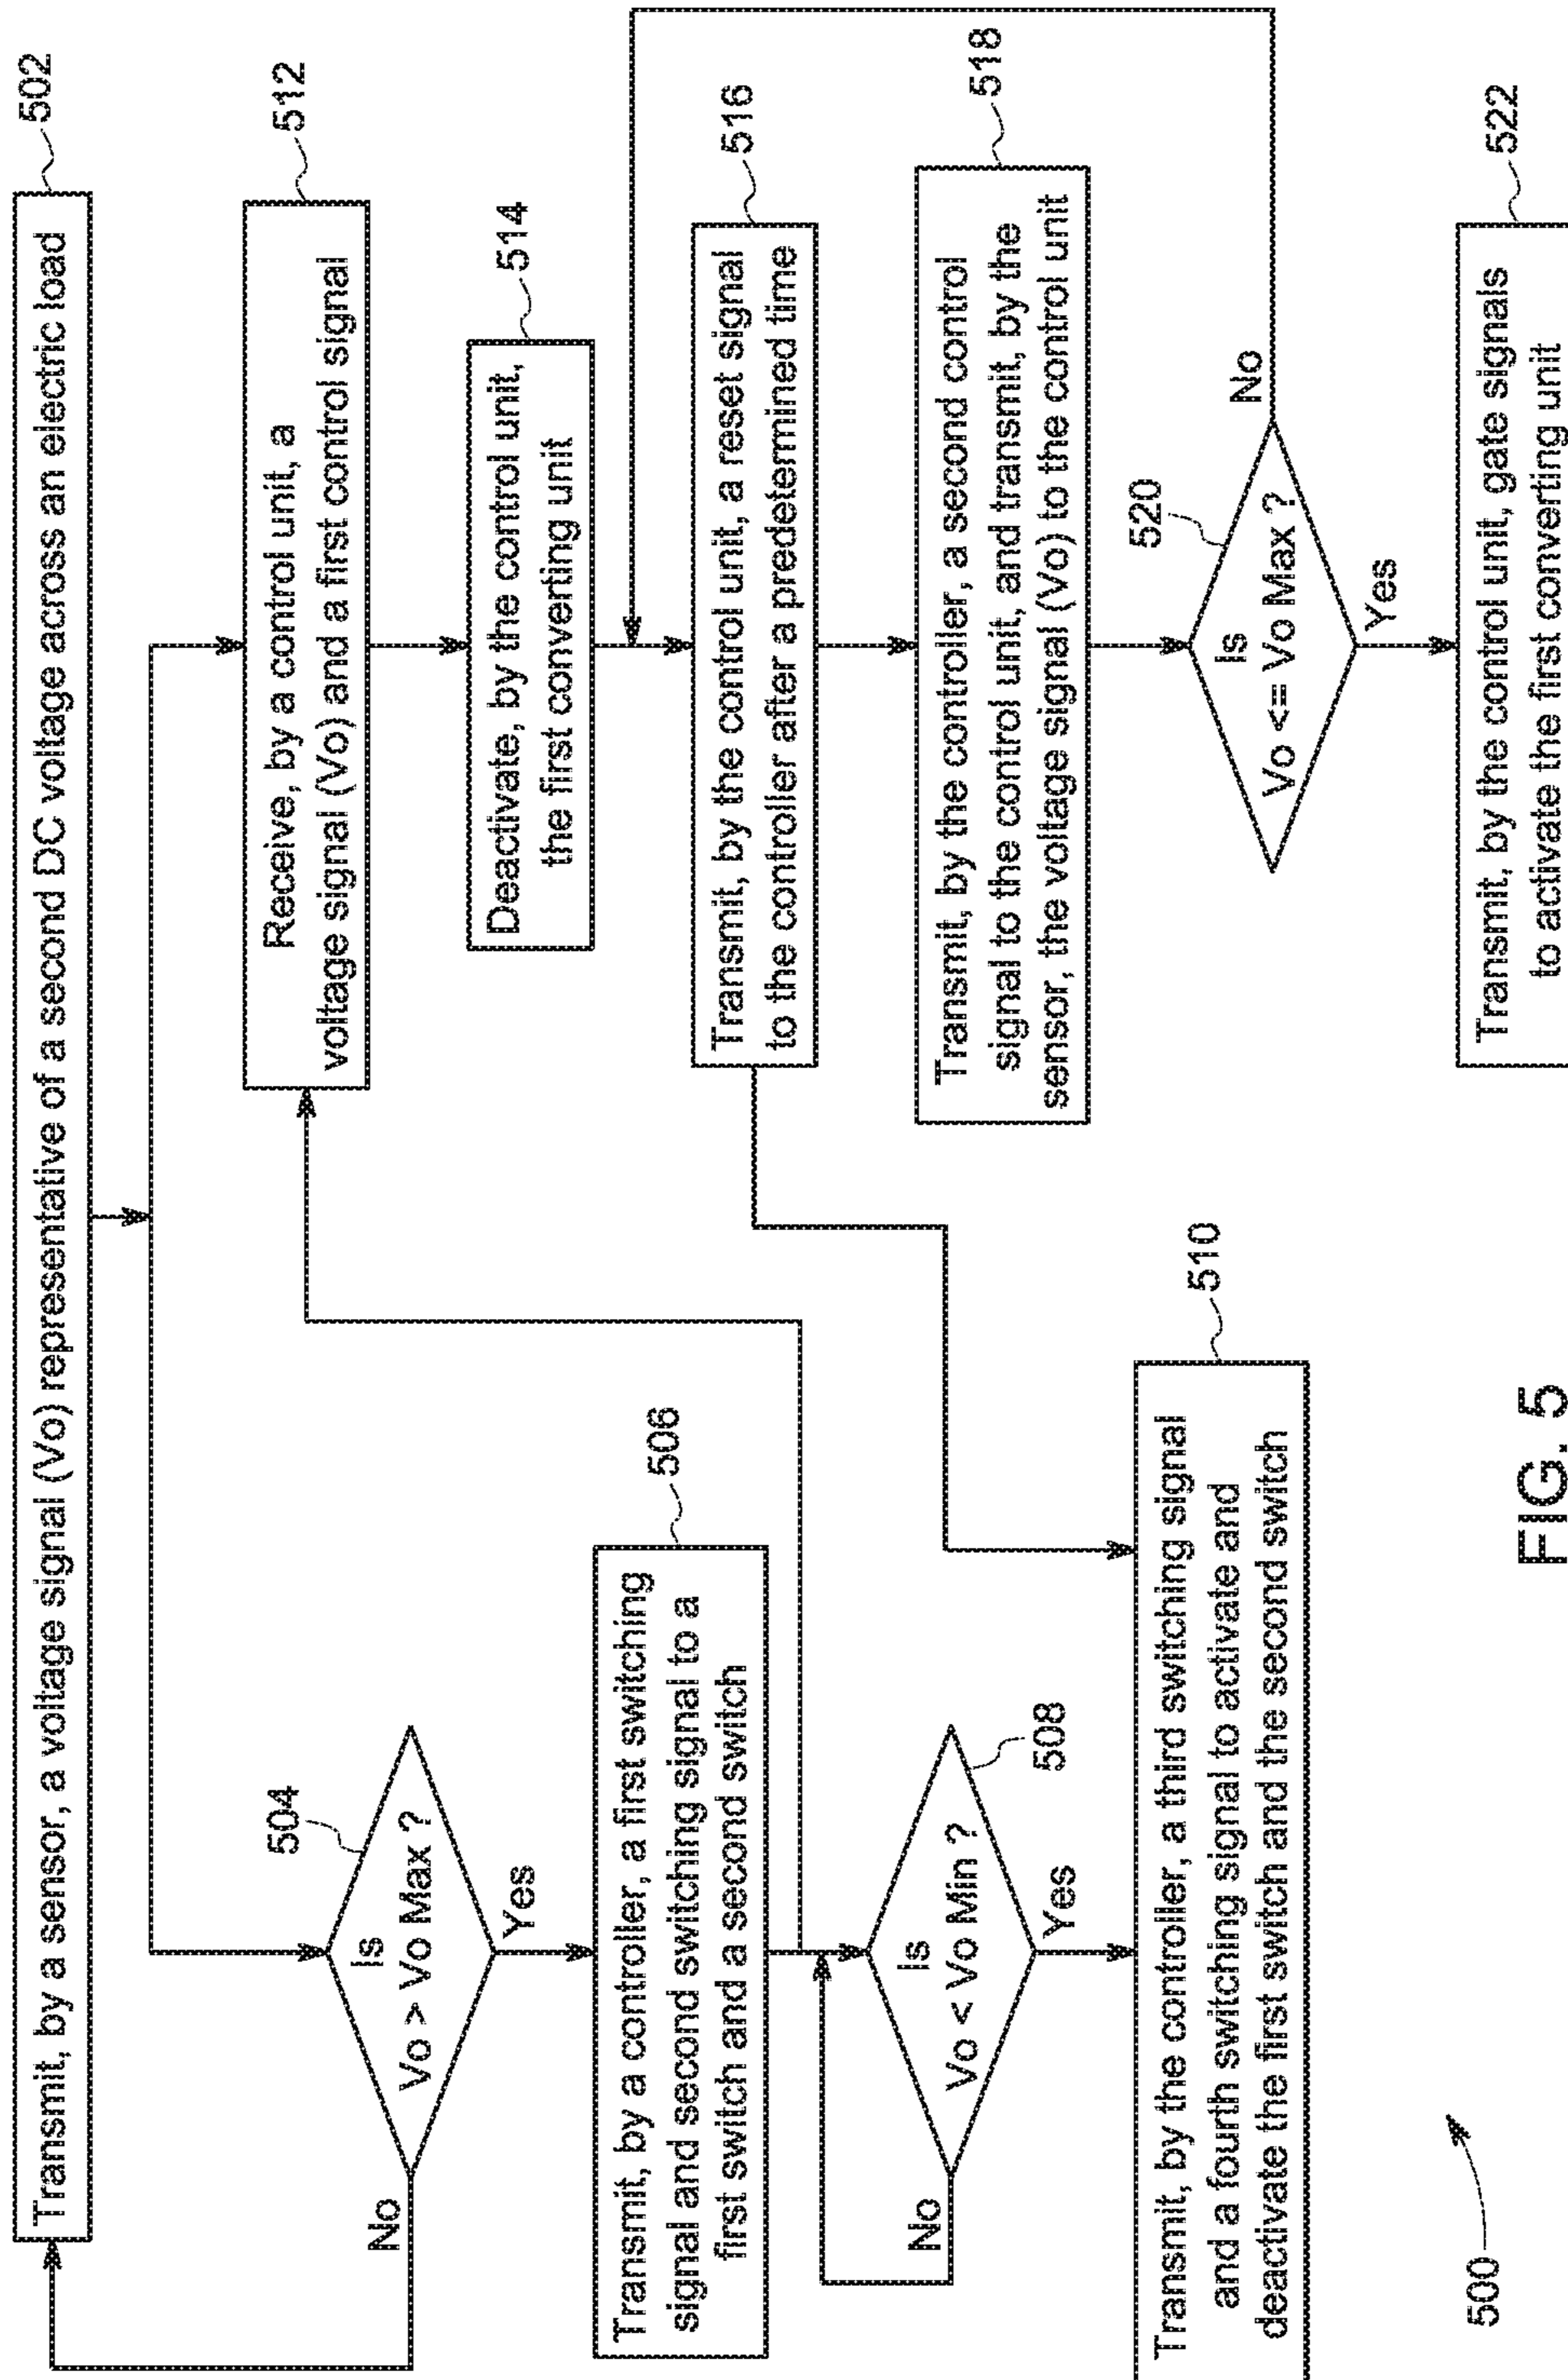 Transmit, by a sensor, a voltage signal (Vo) representative of a second DC voltage across an electric load
502
504
Is
Vo > Vo Max ?
No
Yes
Transmit, by a controller, a first switching
signal and second switching signal to a
first switch and a second switch
506
Is
Vo < Vo Min ?
508
No
Yes
Transmit, by the controller, a third switching signal
and a fourth switching signal to activate and
deactivate the first switch and the second switch
510
Receive, by a control unit, a
voltage signal (Vo) and a first control signal
512
Deactivate, by the control unit,
the first converting unit
514
Transmit, by the control unit, a reset signal
to the controller after a predetermined time
516
Transmit, by the controller, a second control
signal to the control unit, and transmit, by the
sensor, the voltage signal (Vo) to the control unit
518
520
Is
Vo <= Vo Max ?
No
Yes
Transmit, by the control unit, gate signals
to activate the first converting unit
522
500
FIG. 5